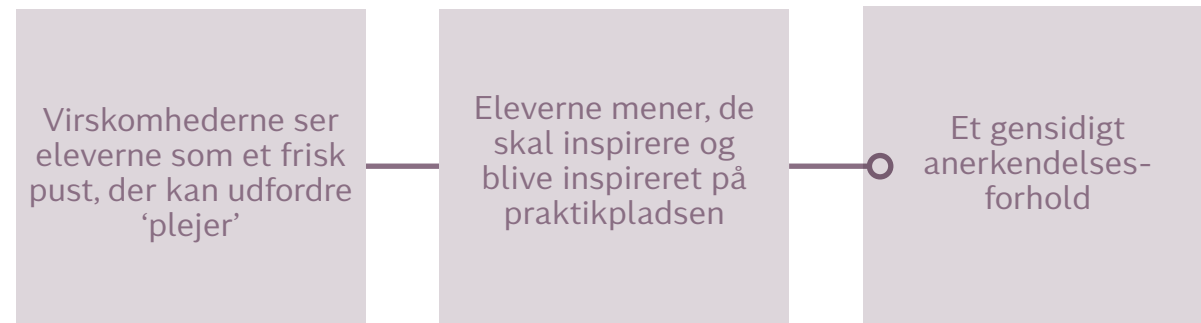 Virskomhederne ser
eleverne som et frisk
pust, der kan udfordre
‘plejer’
Eleverne mener, de
skal inspirere og
blive inspireret på
praktikpladsen
Et gensidigt
anerkendelses-
forhold